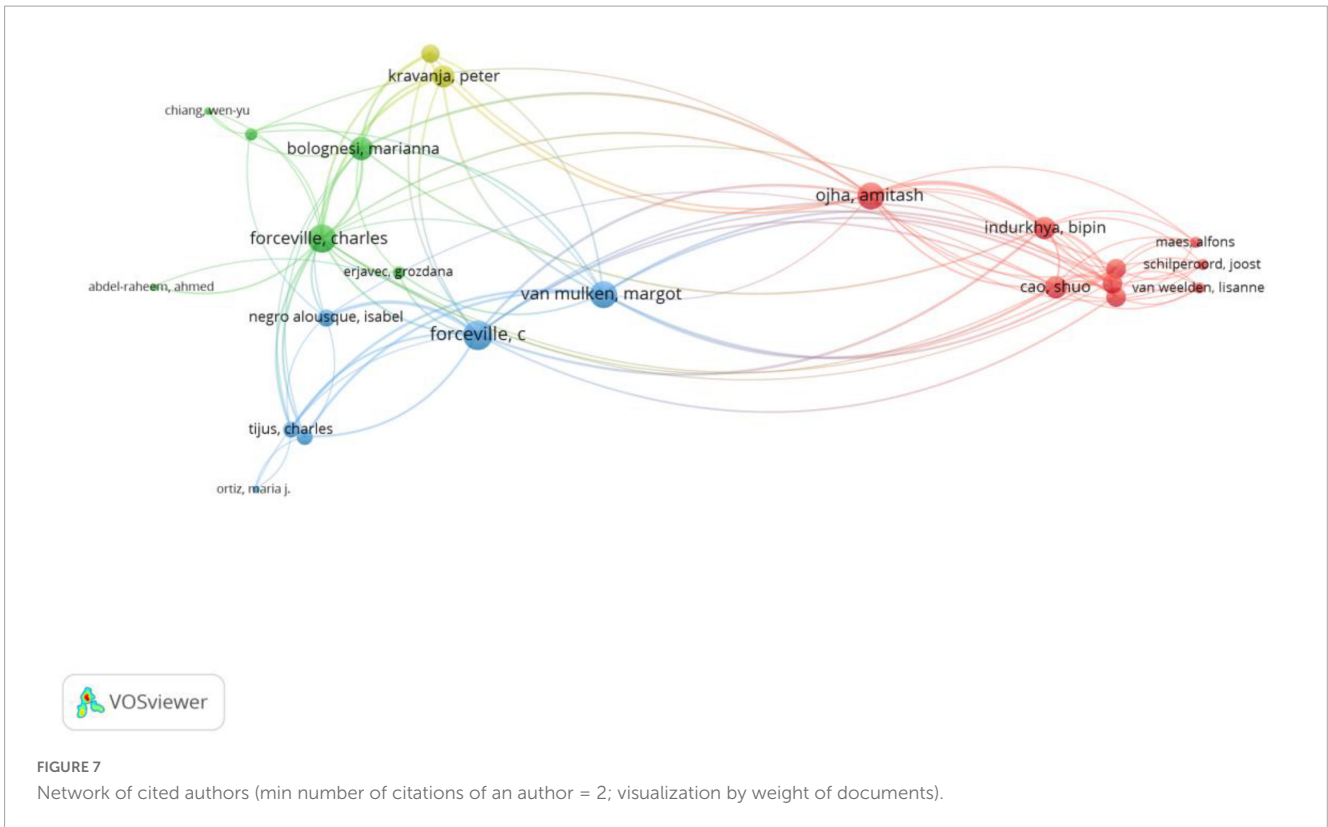 kravanja, peter
chiang, wen-yu
bolognesi, marianna
ojha, amitash
indurkhya, bipin
forceville, charles
maes, alfons
schilperoord, joost
erjavec, grozdana
abdel-raheem, ahmed
cao, shuo
van weelden, lisanne
van mulken, margot
negro alousque, isabel
forceville, c
tijus, charles
ortiz, maria j.
VOSviewer
FIGURE 7
Network of cited authors (min number of citations of an author = 2; visualization by weight of documents).